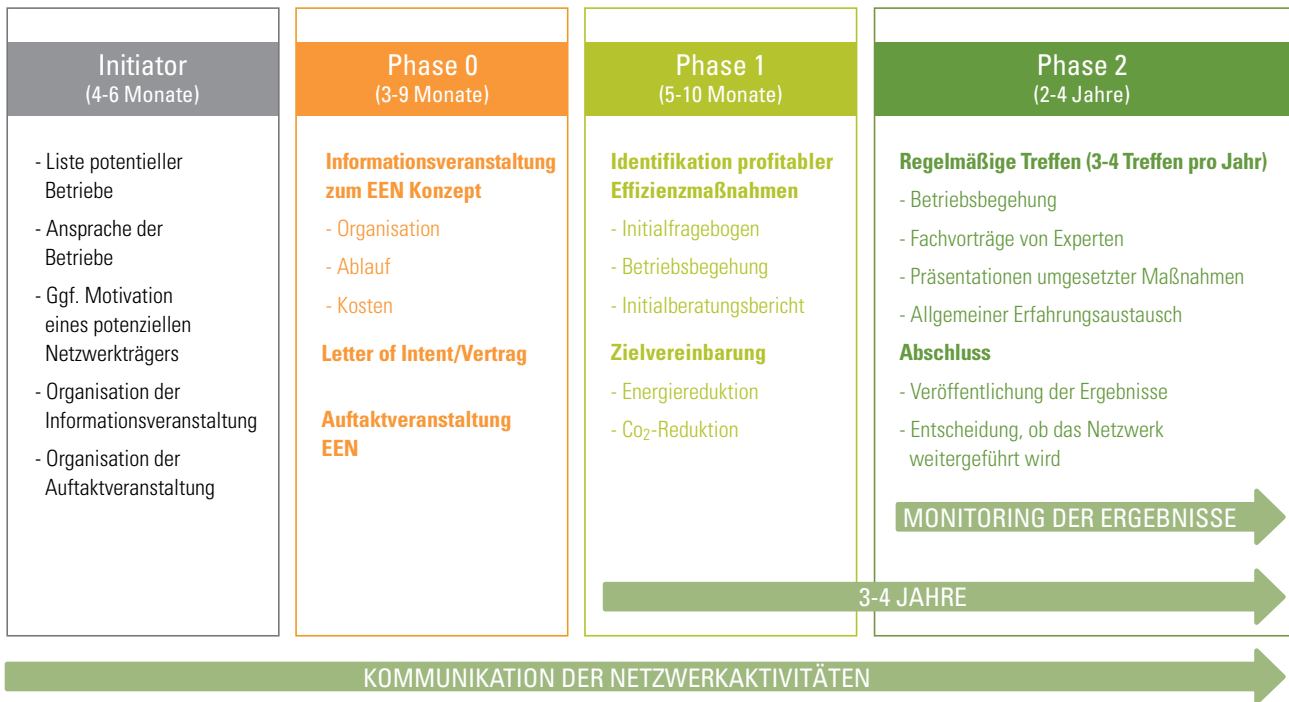 Initiator
(4-6 Monate)
- Liste potentieller
Betriebe
- Ansprache der
Betriebe
- Ggf. Motivation
eines potenziellen
Netzwerkträgers
- Organisation der
Informationsveranstaltung
- Organisation der
Auftaktveranstaltung
Phase 0
(3-9 Monate)
Informationsveranstaltung
zum EEN Konzept
- Organisation
- Ablauf
- Kosten
Letter of Intent/Vertrag
Auftaktveranstaltung
EEN
Phase 1
(5-10 Monate)
Identifikation profitabler
Effizienzmaßnahmen
- Initialfragebogen
- Betriebsbegehung
- Initialberatungsbericht
Zielvereinbarung
- Energiereduktion
- Co₂-Reduktion
Phase 2
(2-4 Jahre)
Regelmäßige Treffen (3-4 Treffen pro Jahr)
- Betriebsbegehung
- Fachvorträge von Experten
- Präsentationen umgesetzter Maßnahmen
- Allgemeiner Erfahrungsaustausch
Abschluss
- Veröffentlichung der Ergebnisse
- Entscheidung, ob das Netzwerk
weitergeführt wird
MONITORING DER ERGEBNISSE
3-4 JAHRE
KOMMUNIKATION DER NETZWERKAKTIVITÄTEN